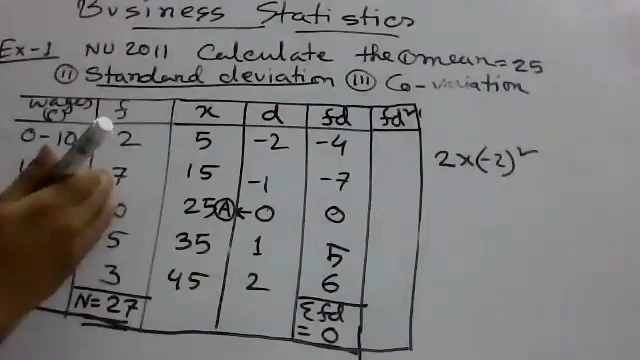 Business Statistics
Ex-1 NU 2011 Calculate the (i) mean = 25
(ii) Standard deviation (iii) Co-variation
Wages f x d fd fd²
0-10 2 5 -2 -4
7 15 -1 -7
0 25 (A) ← 0 0
5 35 1 5
3 45 2 6
N = 27 Σfd = 0
2×(-2)²